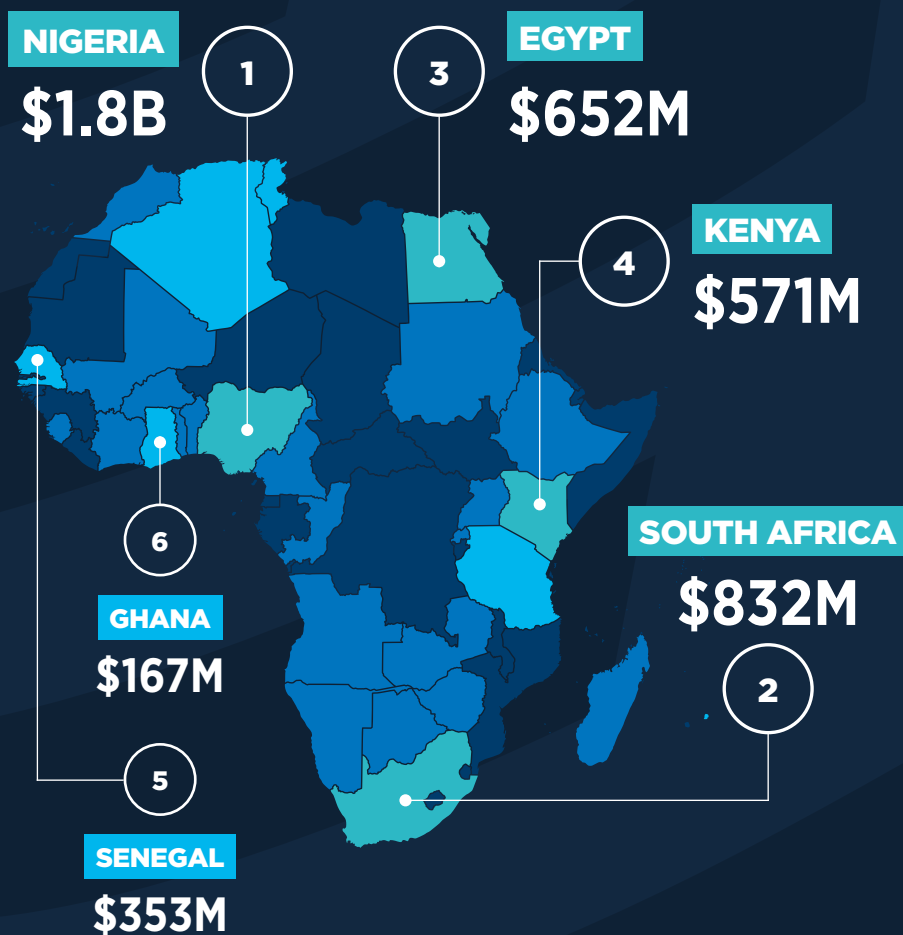 NIGERIA
$1.8B
1
3
EGYPT
$652M
4
KENYA
$571M
SOUTH AFRICA
$832M
2
6
GHANA
$167M
5
SENEGAL
$353M